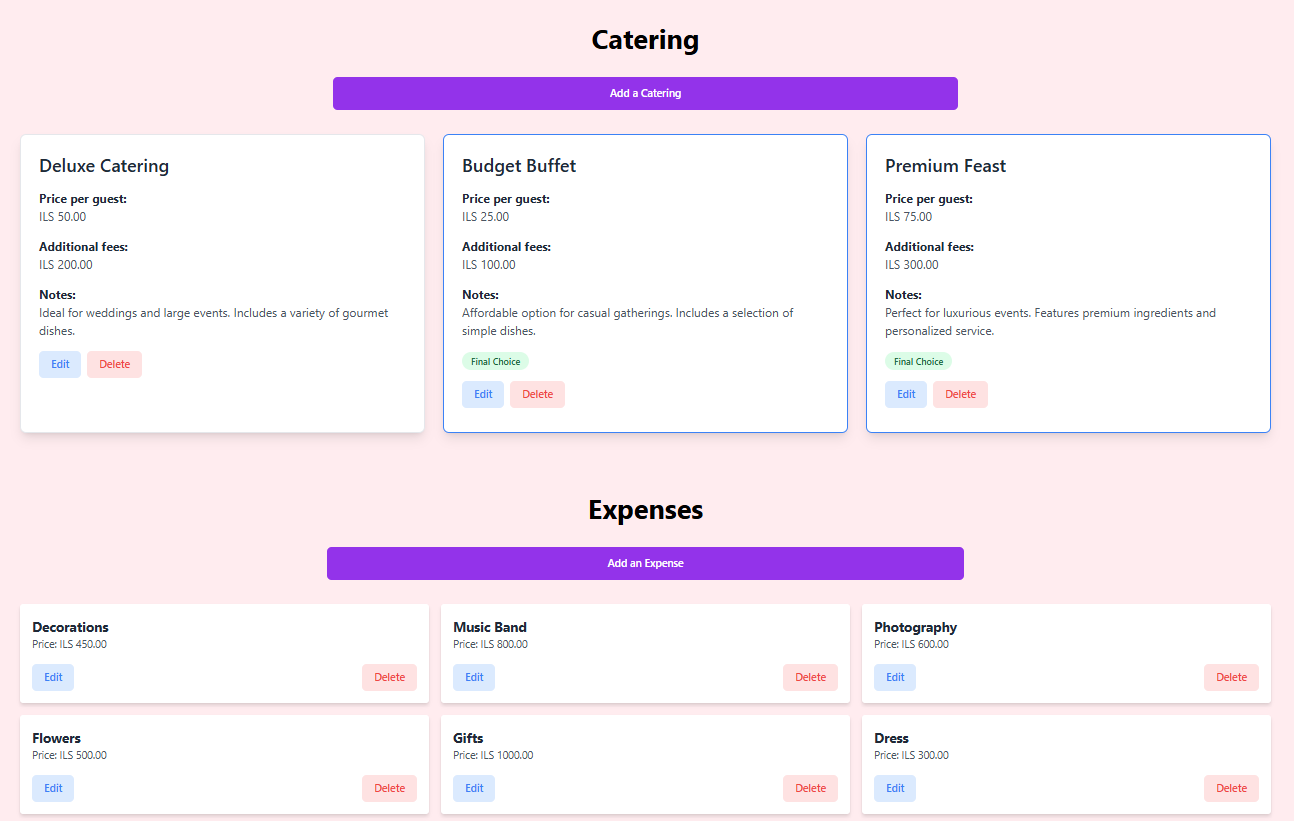 Catering
Add a Catering
Deluxe Catering
Price per guest:
ILS 50.00
Additional fees:
ILS 200.00
Notes:
Ideal for weddings and large events. Includes a variety of gourmet
dishes.
Edit Delete
Budget Buffet
Price per guest:
ILS 25.00
Additional fees:
ILS 100.00
Notes:
Affordable option for casual gatherings. Includes a selection of
simple dishes.
Final Choice
Edit Delete
Premium Feast
Price per guest:
ILS 75.00
Additional fees:
ILS 300.00
Notes:
Perfect for luxurious events. Features premium ingredients and
personalized service.
Final Choice
Edit Delete
Expenses
Add an Expense
Decorations
Price: ILS 450.00
Edit Delete
Music Band
Price: ILS 800.00
Edit Delete
Photography
Price: ILS 600.00
Edit Delete
Flowers
Price: ILS 500.00
Edit Delete
Gifts
Price: ILS 1000.00
Edit Delete
Dress
Price: ILS 300.00
Edit Delete